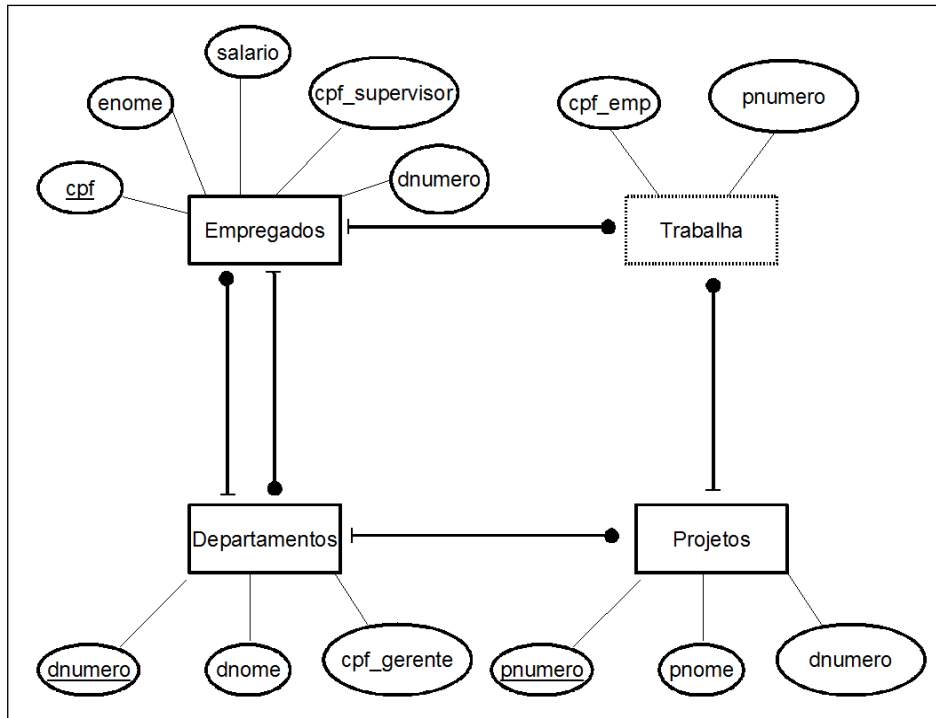 salario
enome
cpf_supervisor
cpf_emp
pnumero
cpf
dnumero
Empregados
Trabalha
Departamentos
Projetos
dnumero
dnome
cpf_gerente
pnumero
pnome
dnumero